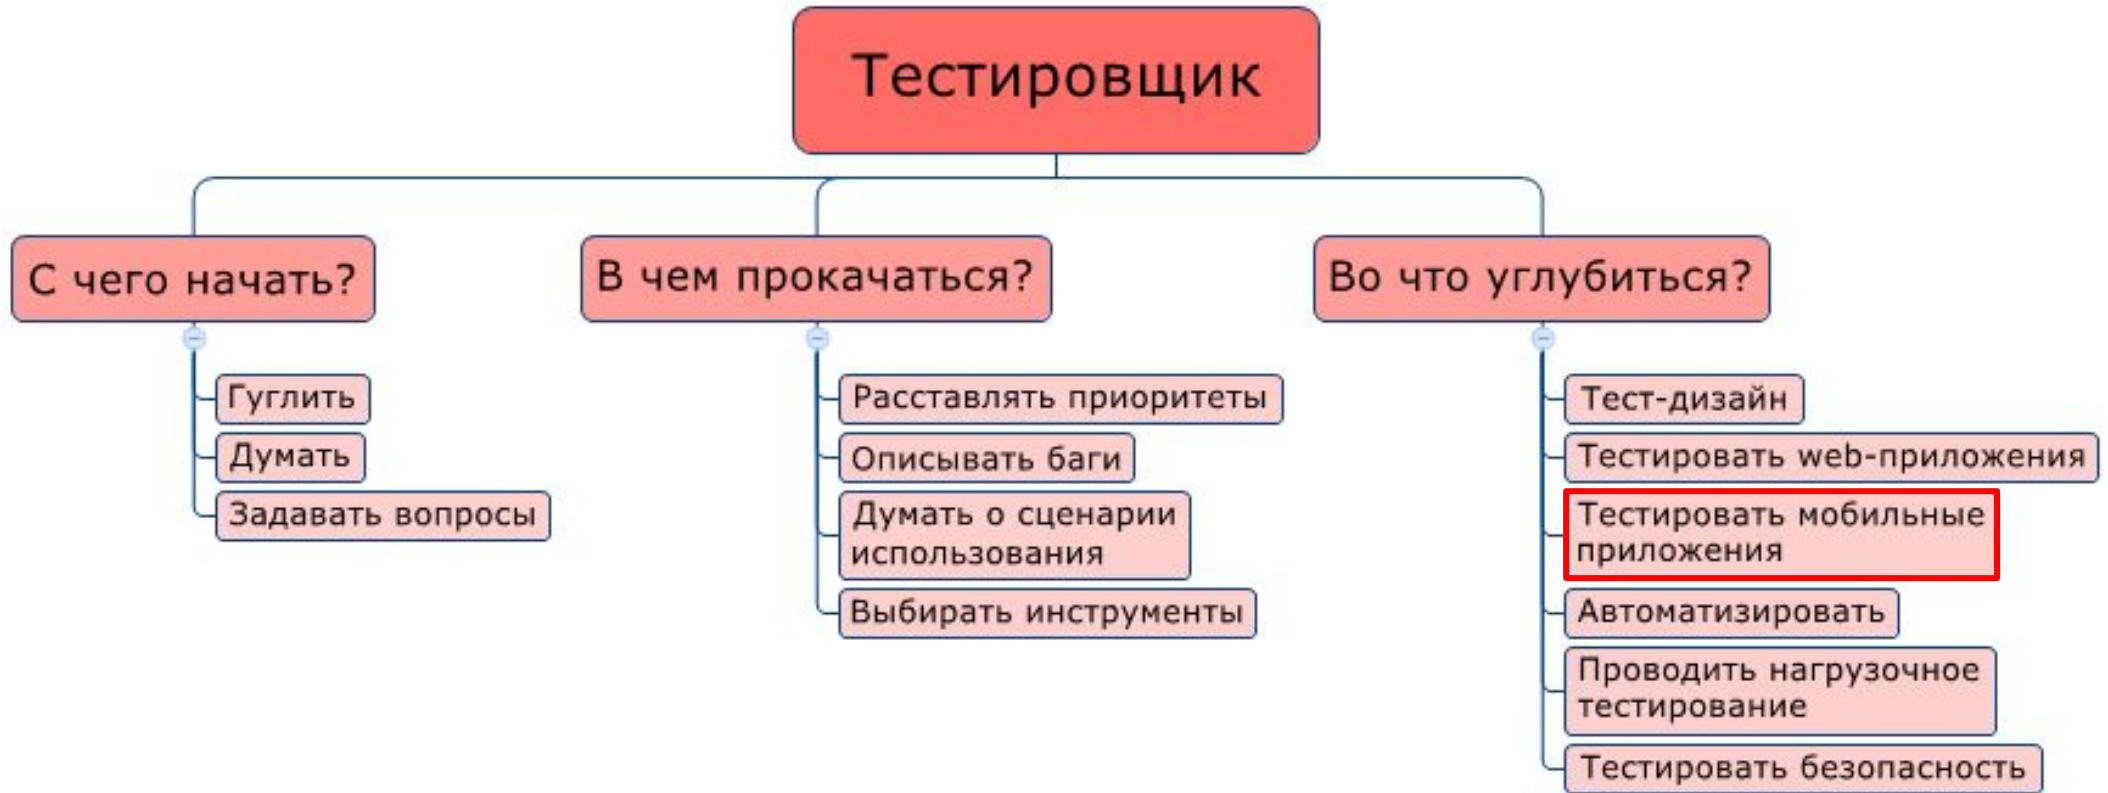 Тестировщик
С чего начать?
Гуглить
Думать
Задавать вопросы
В чем прокачаться?
Расставлять приоритеты
Описывать баги
Думать о сценарии
использования
Выбирать инструменты
Во что углубиться?
Тест-дизайн
Тестировать web-приложения
Тестировать мобильные
приложения
Автоматизировать
Проводить нагрузочное
тестирование
Тестировать безопасность